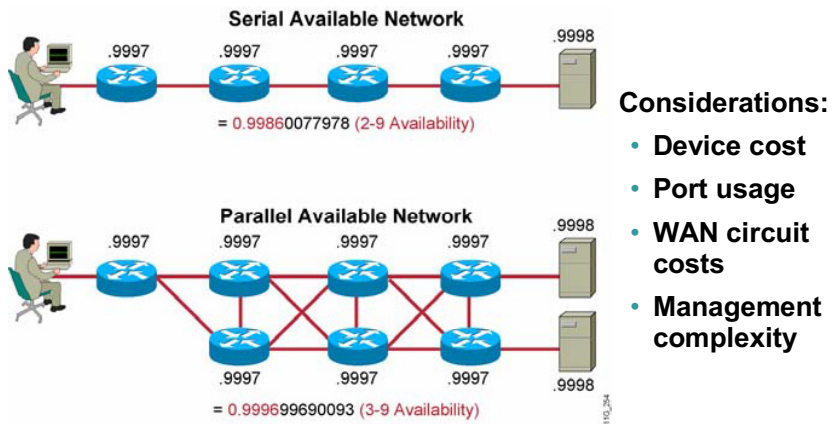 Serial Available Network
.9997 .9997 .9997 .9997 .9998
= 0.99860077978 (2-9 Availability)
Parallel Available Network
.9997 .9997 .9997 .9997 .9998
.9997 .9997 .9997 .9998
= 0.999699690093 (3-9 Availability)
11G_254
Considerations:
• Device cost
• Port usage
• WAN circuit
costs
• Management
complexity